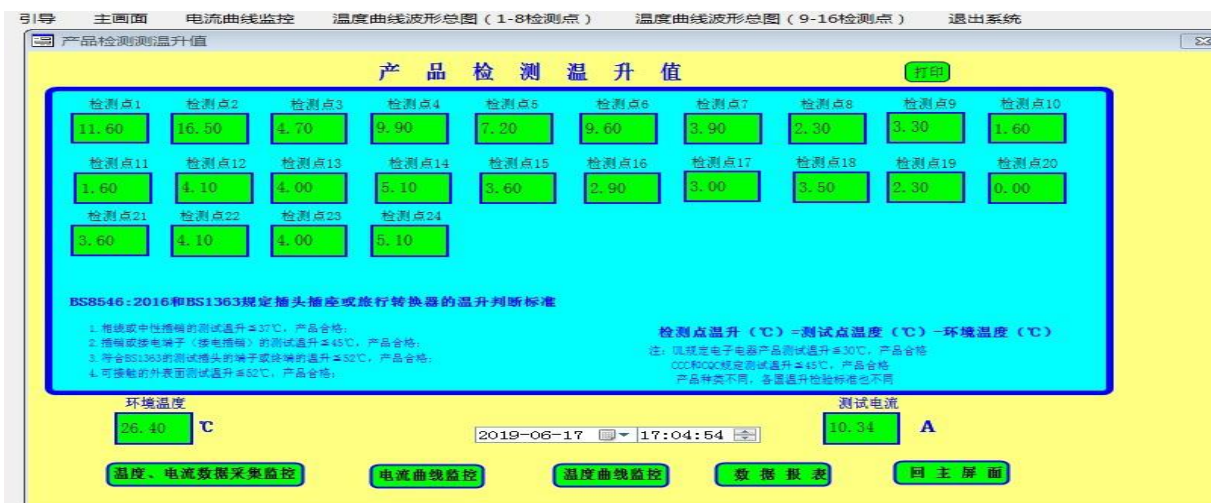 引导 主画面 电流曲线监控 温度曲线波形总图(1-8检测点) 温度曲线波形总图(9-16检测点) 退出系统
产品检测测温升值
产 品 检 测 温 升 值 打印
检测点1 检测点2 检测点3 检测点4 检测点5 检测点6 检测点7 检测点8 检测点9 检测点10
11.60 16.50 4.70 9.90 7.20 9.60 3.90 2.30 3.30 1.60
检测点11 检测点12 检测点13 检测点14 检测点15 检测点16 检测点17 检测点18 检测点19 检测点20
1.60 4.10 4.00 5.10 3.60 2.90 3.00 3.50 2.30 0.00
检测点21 检测点22 检测点23 检测点24
3.60 4.10 4.00 5.10
BS8546:2016和BS1363规定插头插座或旅行转换器的温升判断标准
1.相线或中性插销的测试温升≤37℃,产品合格;
2.插销或接电端子(接电插销)的测试温升≤45℃,产品合格;
3.符合BS1363的测试插头的端子或终端的温升≤52℃,产品合格;
4.可接触的外表面测试温升≤52℃,产品合格;
检测点温升(℃)=测试点温度(℃)-环境温度(℃)
注:UL规定电子电器产品测试温升≤30℃,产品合格
CCC和CQC规定测试温升≤45℃,产品合格
产品种类不同,各国温升检验标准也不同
环境温度 测试电流
26.40 ℃ 2019-06-17 17:04:54 10.34 A
温度、电流数据采集监控 电流曲线监控 温度曲线监控 数 据 报 表 回 主 屏 面